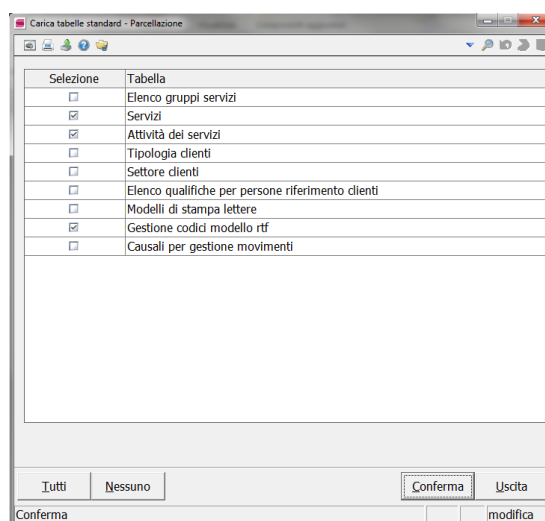 Carica tabelle standard - Parcellazione
Selezione Tabella
Elenco gruppi servizi
Servizi
Attività dei servizi
Tipologia clienti
Settore clienti
Elenco qualifiche per persone riferimento clienti
Modelli di stampa lettere
Gestione codici modello rtf
Causali per gestione movimenti
Tutti Nessuno Conferma Uscita
Conferma modifica